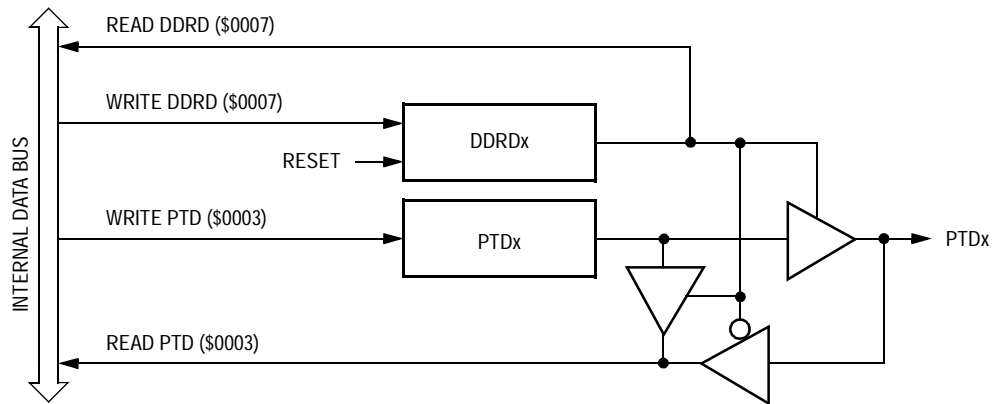 READ DDRD ($0007)
WRITE DDRD ($0007)
DDRDx
RESET
WRITE PTD ($0003)
PTDx
PTDx
READ PTD ($0003)
INTERNAL DATA BUS